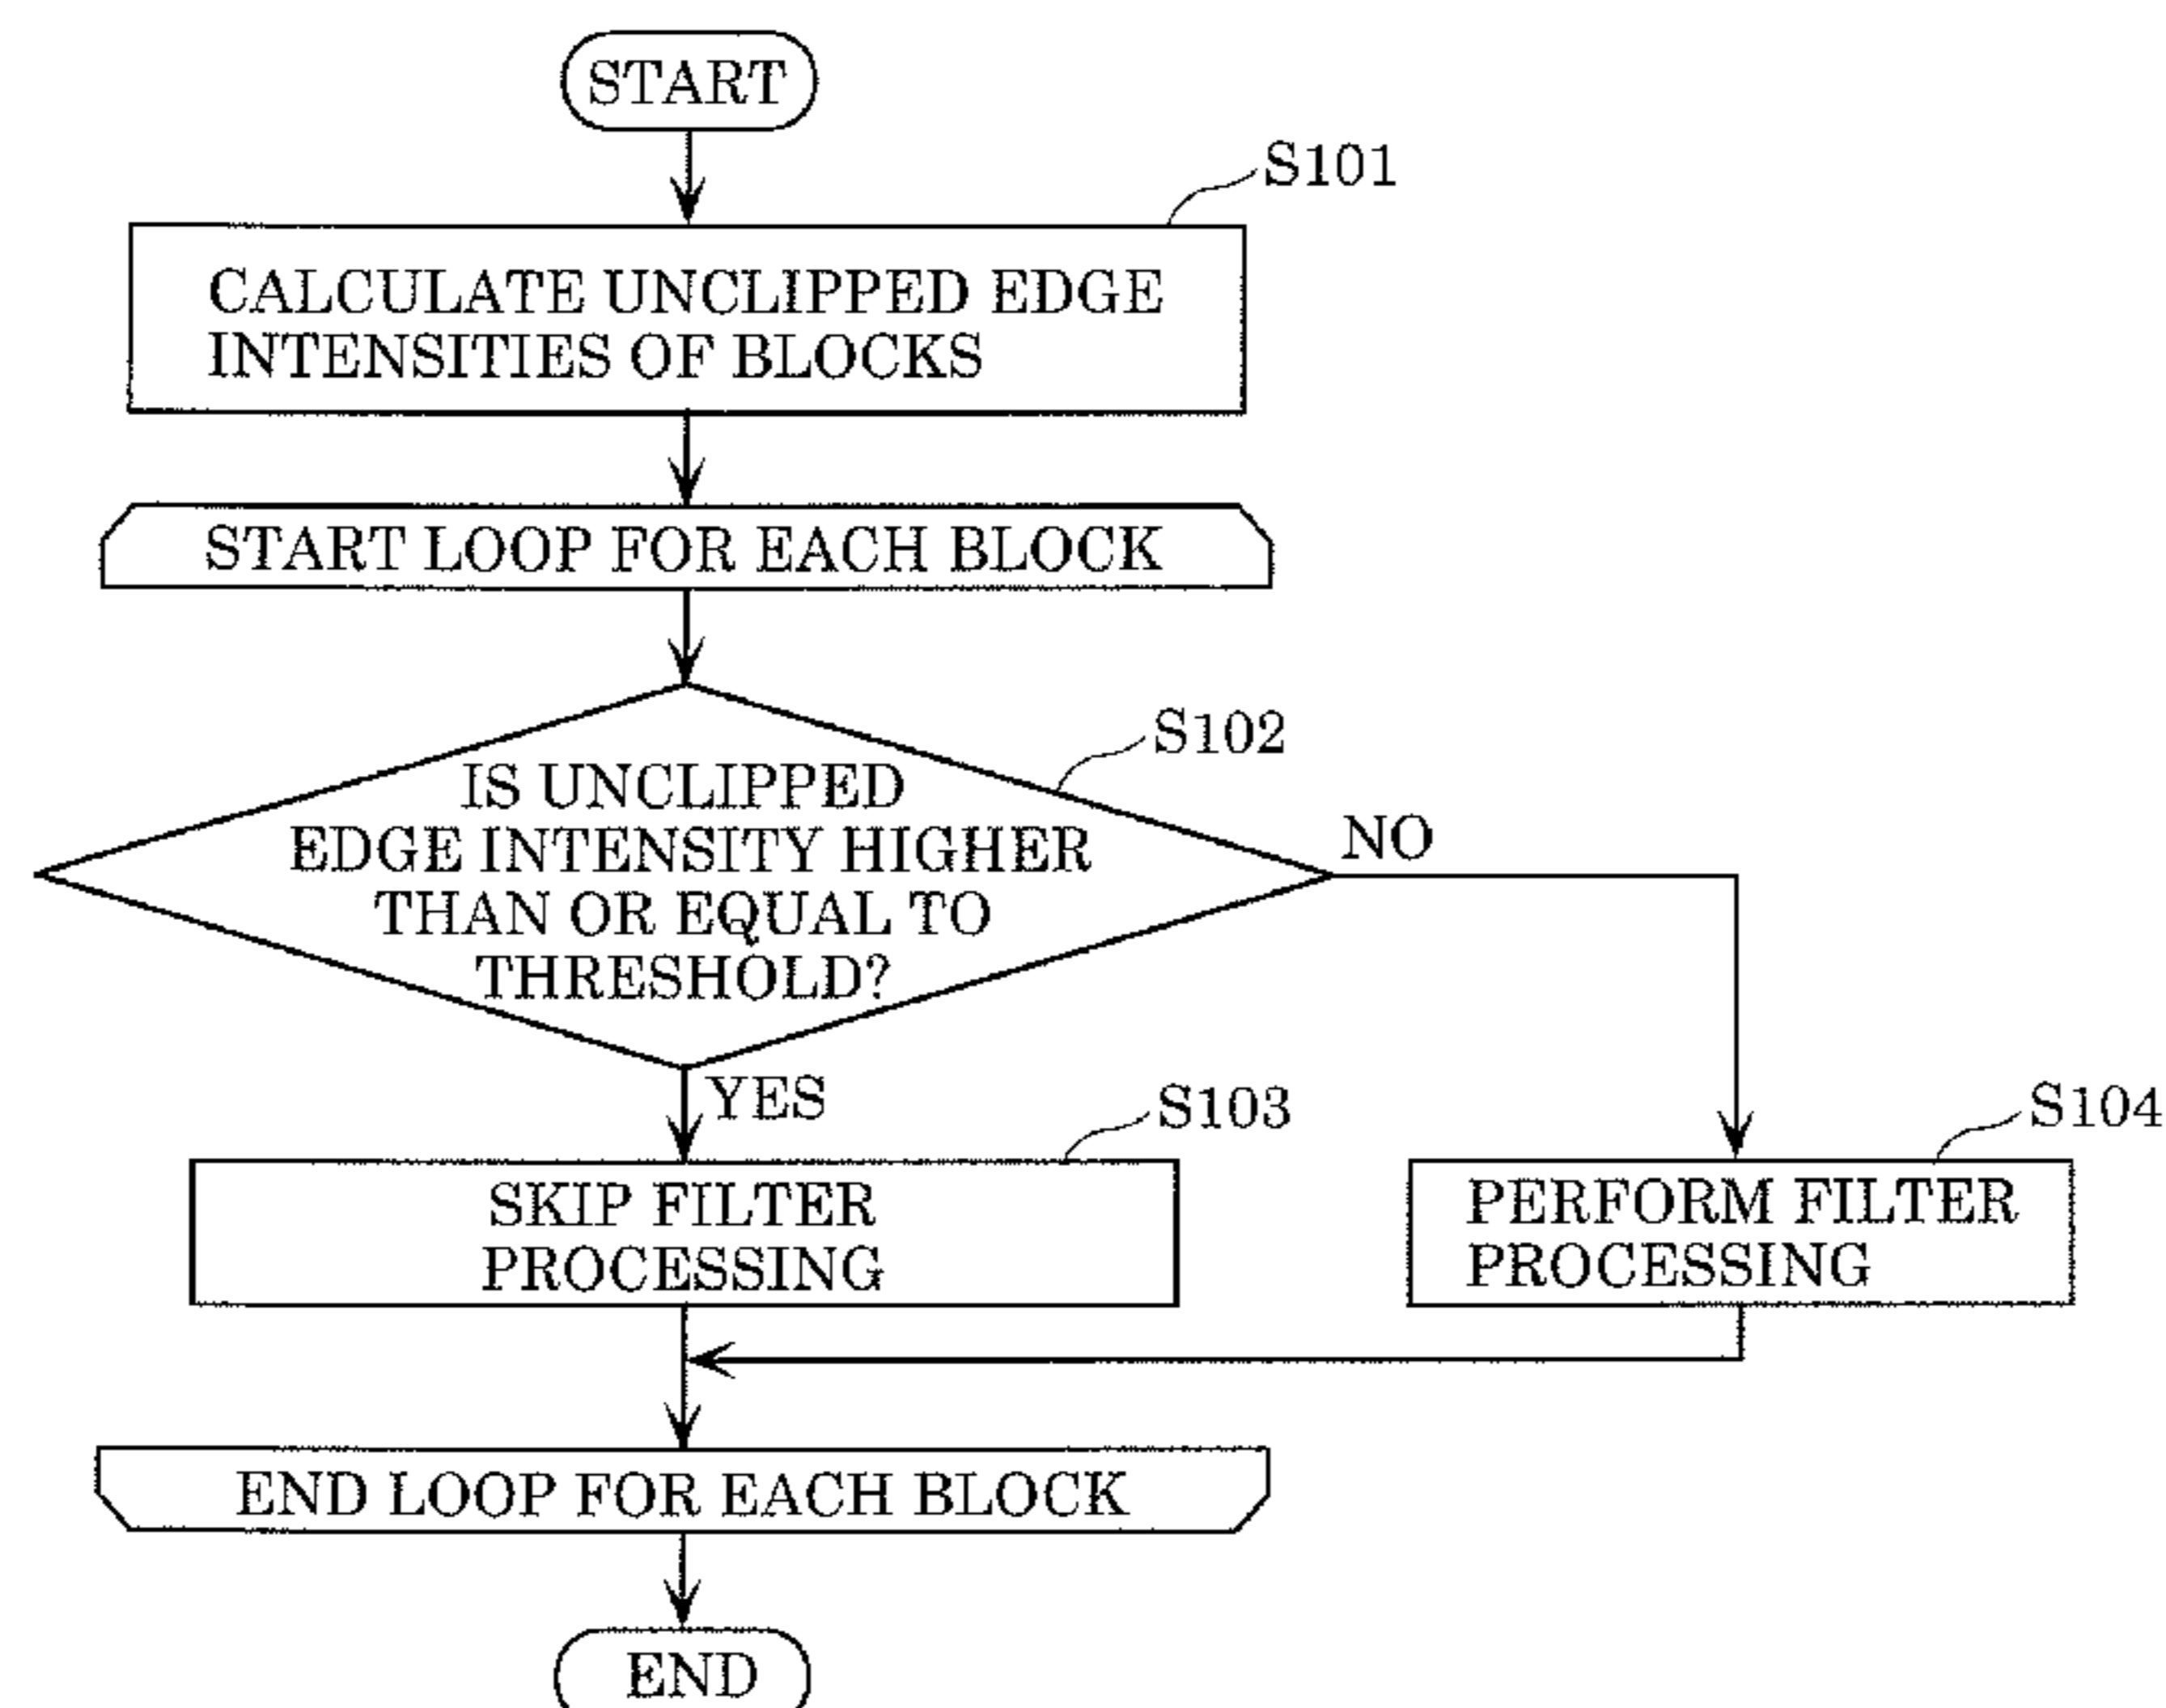 START
S101
CALCULATE UNCLIPPED EDGE
INTENSITIES OF BLOCKS
START LOOP FOR EACH BLOCK
S102
IS UNCLIPPED
EDGE INTENSITY HIGHER
THAN OR EQUAL TO
THRESHOLD?
NO
YES
S103
SKIP FILTER
PROCESSING
S104
PERFORM FILTER
PROCESSING
END LOOP FOR EACH BLOCK
END